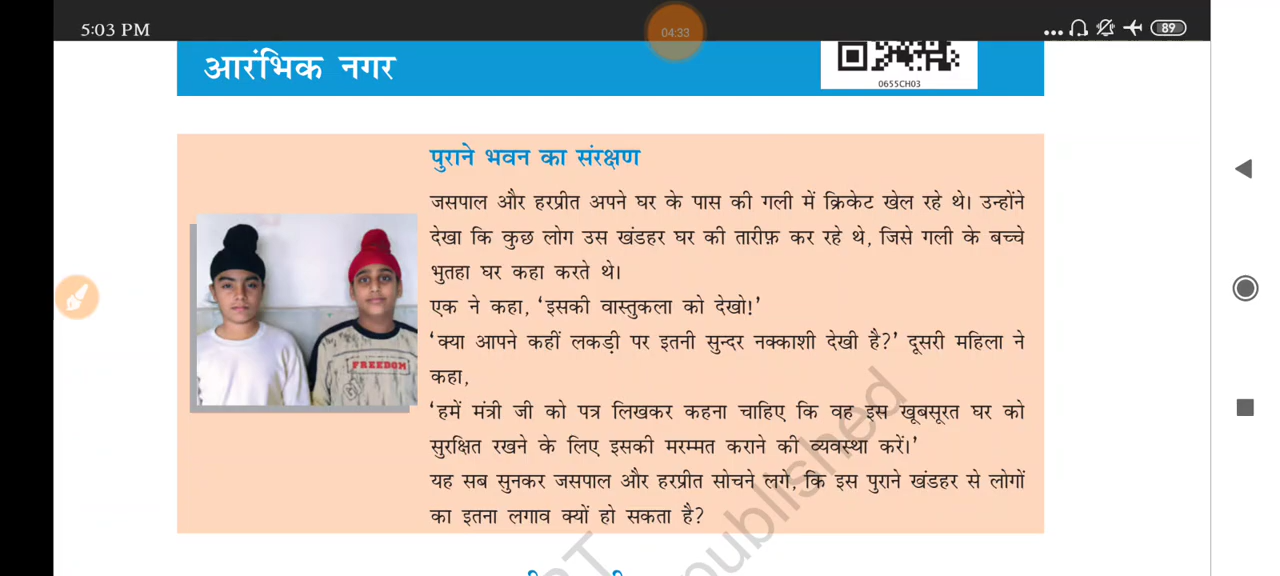 5:03 PM
04:33
89
आरंभिक नगर
0655CH03
पुराने भवन का संरक्षण
जसपाल और हरप्रीत अपने घर के पास की गली में क्रिकेट खेल रहे थे। उन्होंने
देखा कि कुछ लोग उस खंडहर घर की तारीफ़ कर रहे थे, जिसे गली के बच्चे
भुतहा घर कहा करते थे।
एक ने कहा, ‘इसकी वास्तुकला को देखो!’
‘क्या आपने कहीं लकड़ी पर इतनी सुन्दर नक्काशी देखी है?’ दूसरी महिला ने
कहा,
‘हमें मंत्री जी को पत्र लिखकर कहना चाहिए कि वह इस खूबसूरत घर को
सुरक्षित रखने के लिए इसकी मरम्मत कराने की व्यवस्था करें।’
यह सब सुनकर जसपाल और हरप्रीत सोचने लगे, कि इस पुराने खंडहर से लोगों
का इतना लगाव क्यों हो सकता है?
FREEDOM
published